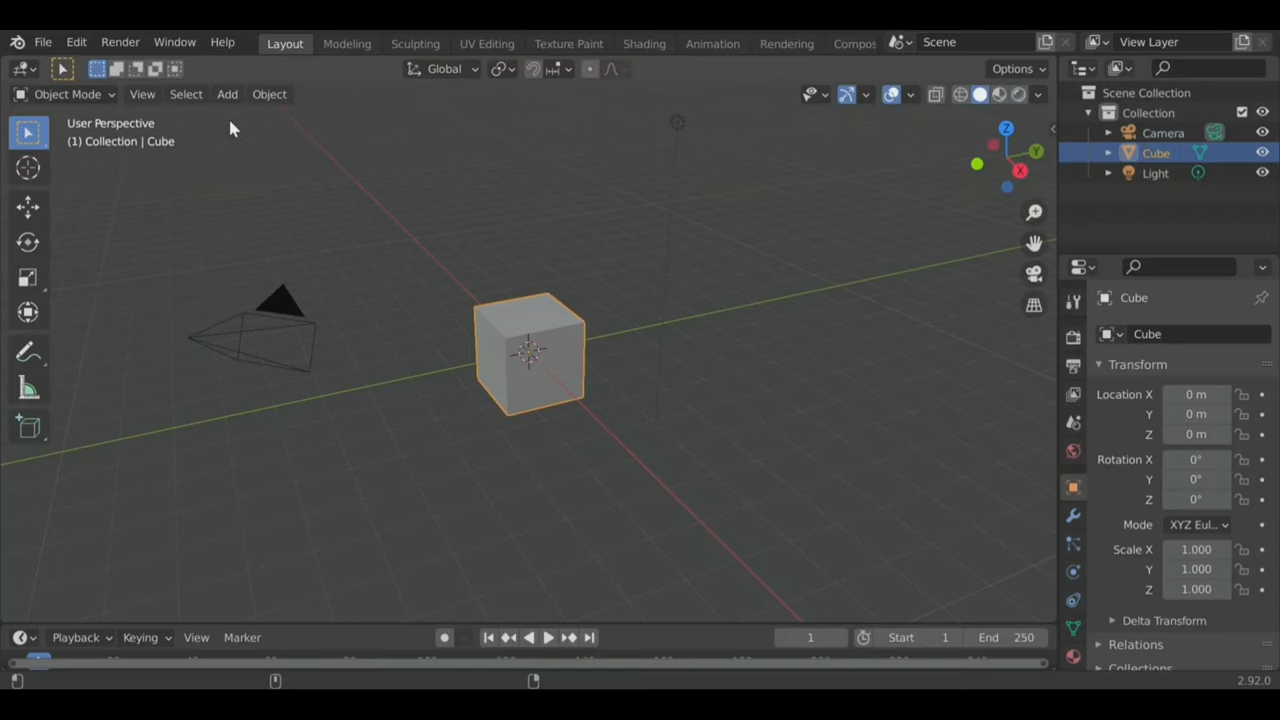 File Edit Render Window Help Layout Modeling Sculpting UV Editing Texture Paint Shading Animation Rendering Compos Scene View Layer
Global Options
Object Mode View Select Add Object
User Perspective
(1) Collection | Cube
Z
Y
X
Scene Collection
Collection
Camera
Cube
Light
Cube
Cube
Transform
Location X 0 m
Y 0 m
Z 0 m
Rotation X 0°
Y 0°
Z 0°
Mode XYZ Eul...
Scale X 1.000
Y 1.000
Z 1.000
Delta Transform
Relations
Collections
Playback Keying View Marker 1 Start 1 End 250
2.92.0